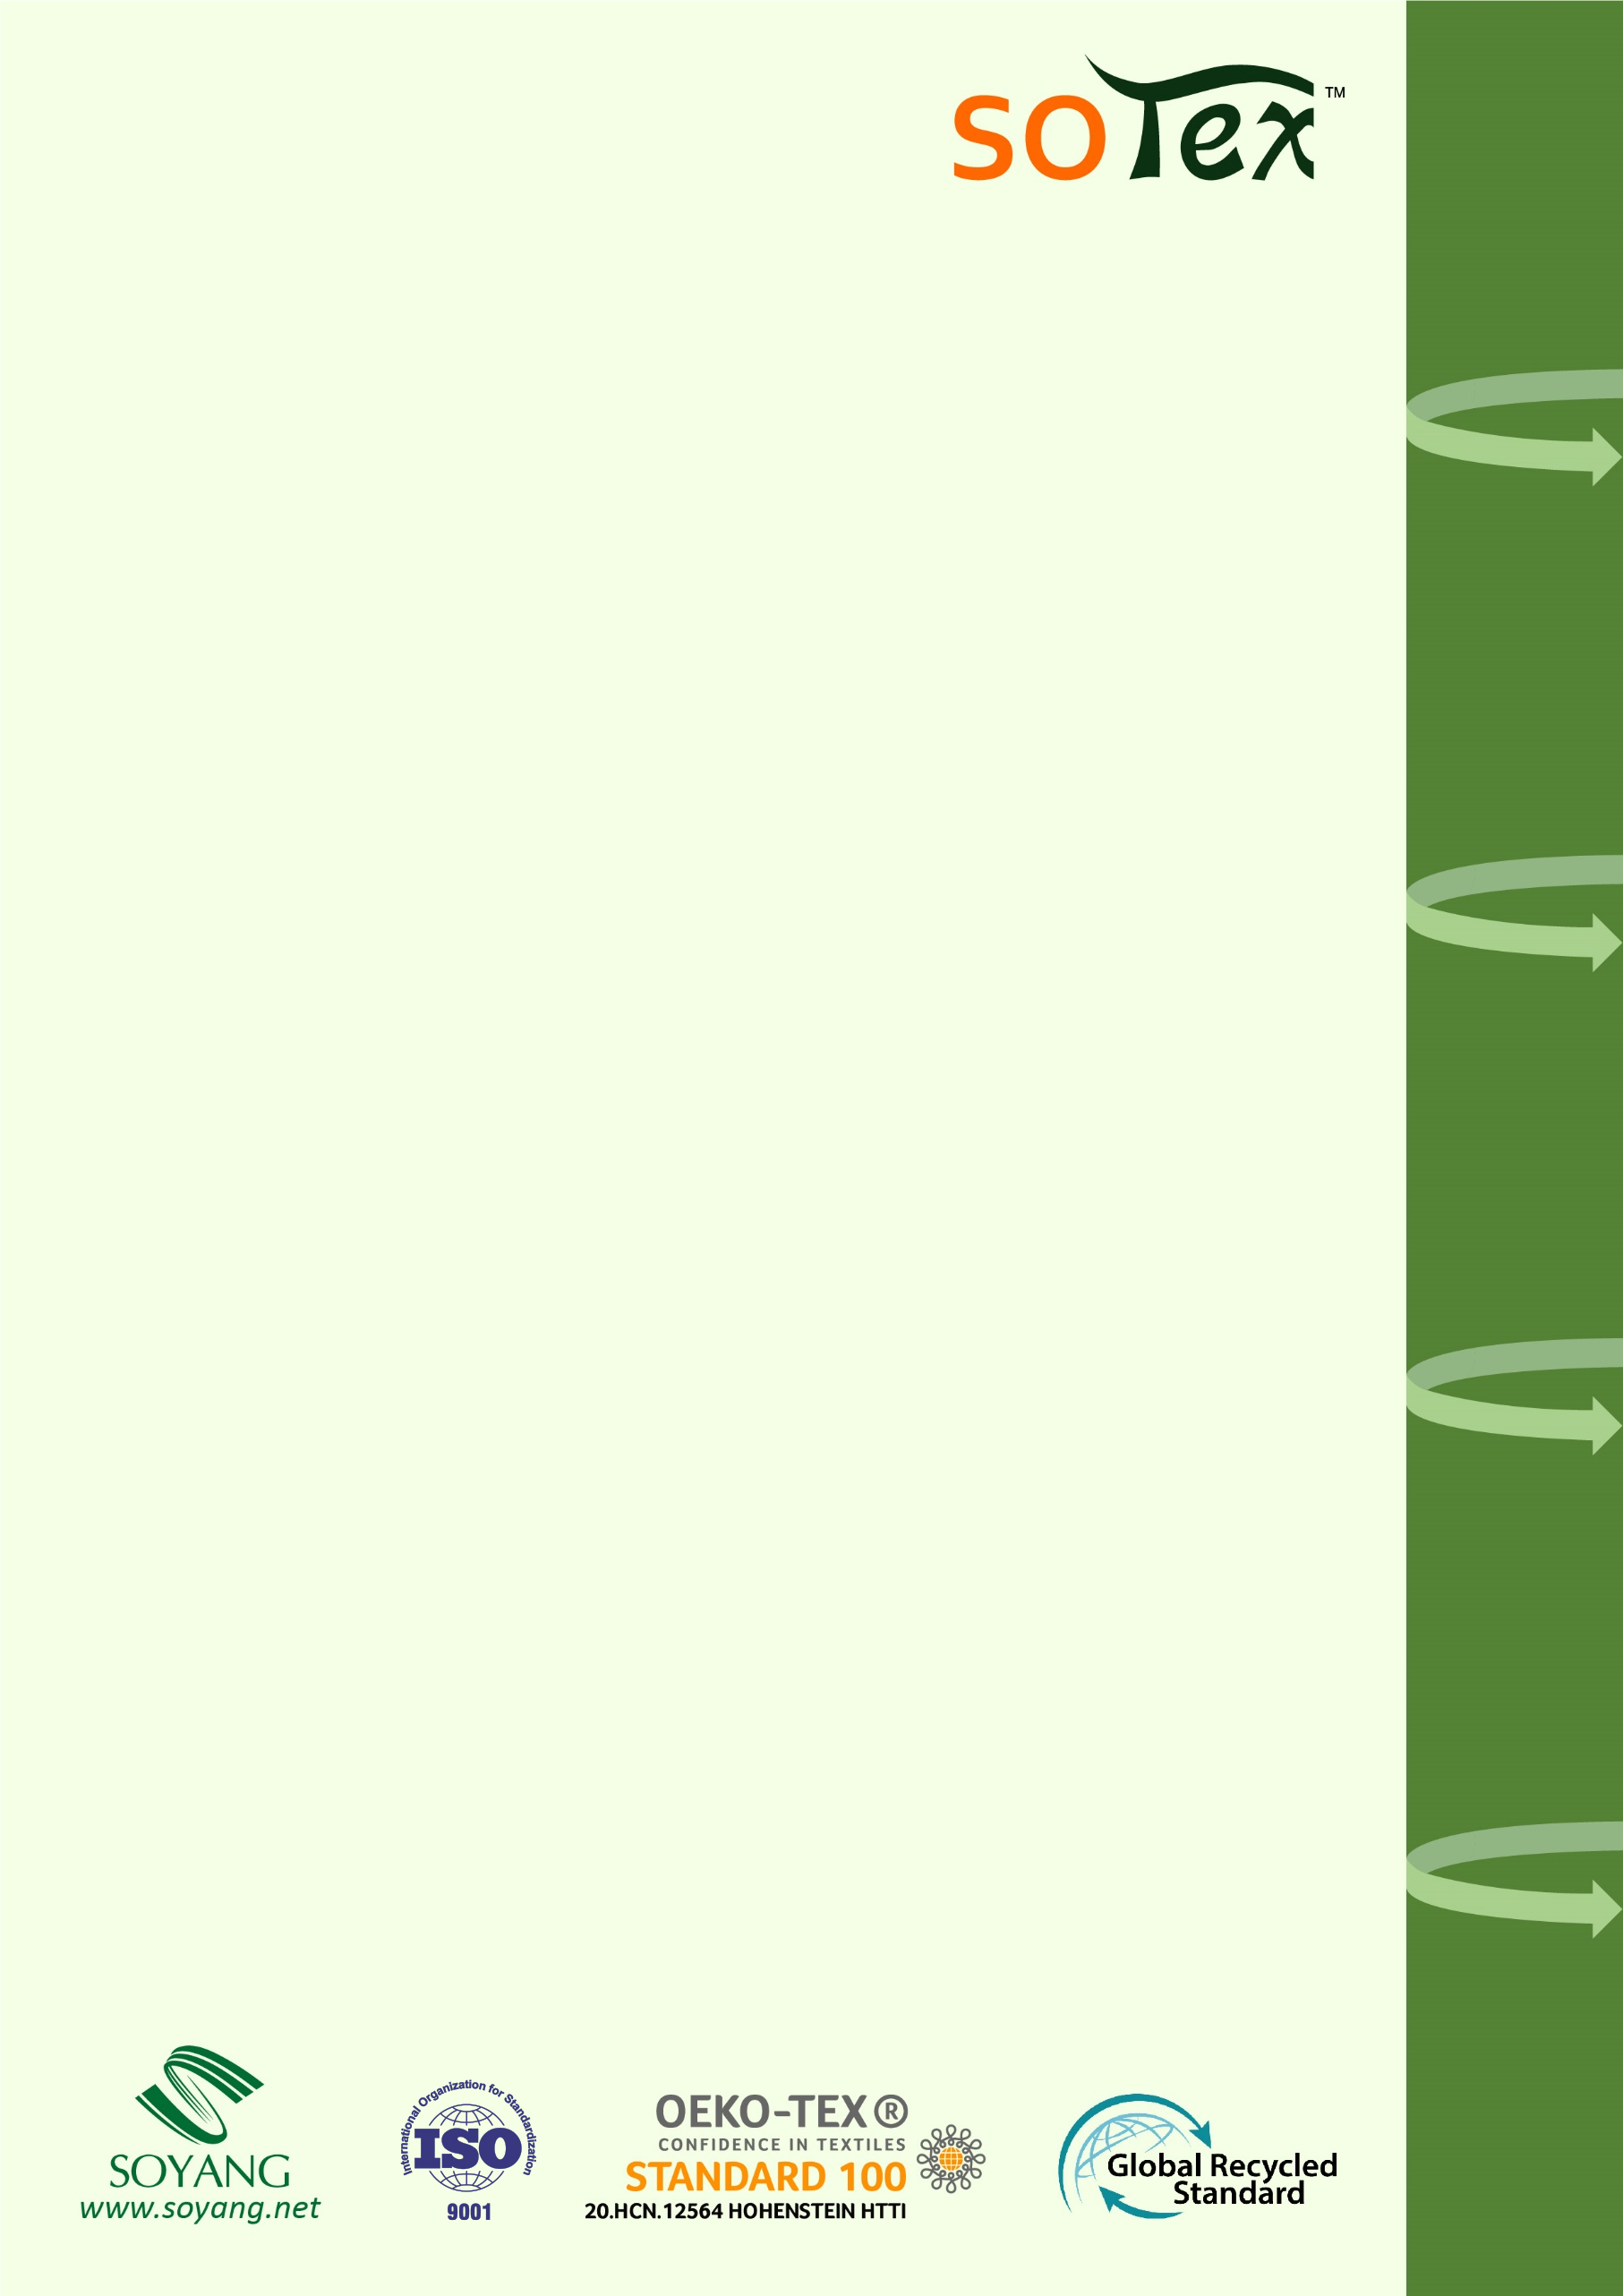 SOTex™
SOYANG
www.soyang.net
International Organization for Standardization
ISO
9001
OEKO-TEX®
CONFIDENCE IN TEXTILES
STANDARD 100
20.HCN.12564 HOHENSTEIN HTTI
Global Recycled
Standard